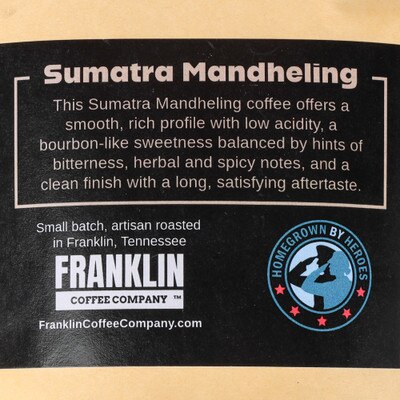 Sumatra Mandheling
This Sumatra Mandheling coffee offers a
smooth, rich profile with low acidity, a
bourbon-like sweetness balanced by hints of
bitterness, herbal and spicy notes, and a
clean finish with a long, satisfying aftertaste.
Small batch, artisan roasted
in Franklin, Tennessee
FRANKLIN
COFFEE COMPANY ™
FranklinCoffeeCompany.com
HOMEGROWN BY HEROES